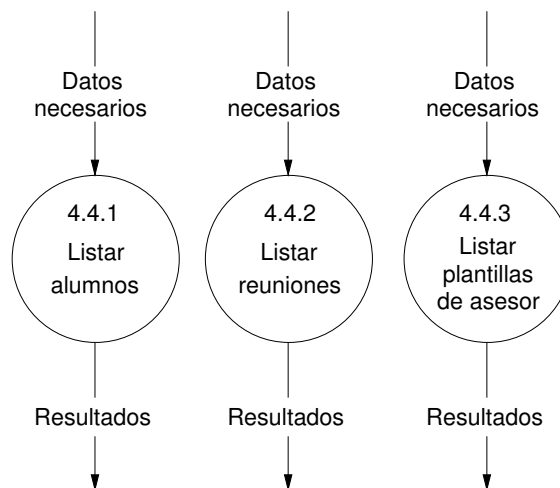 Datos
necesarios
Datos
necesarios
Datos
necesarios
4.4.1
Listar
alumnos
4.4.2
Listar
reuniones
4.4.3
Listar
plantillas
de asesor
Resultados
Resultados
Resultados